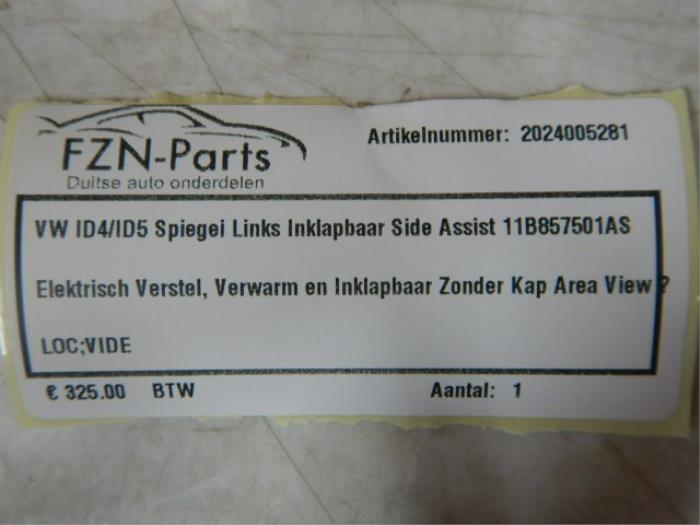 FZN-Parts
Duitse auto onderdelen
Artikelnummer: 2024005281
VW ID4/ID5 Spiegel Links Inklapbaar Side Assist 11B857501AS
Elektrisch Verstel, Verwarm en Inklapbaar Zonder Kap Area View ?
LOC;VIDE
€ 325.00 BTW Aantal: 1